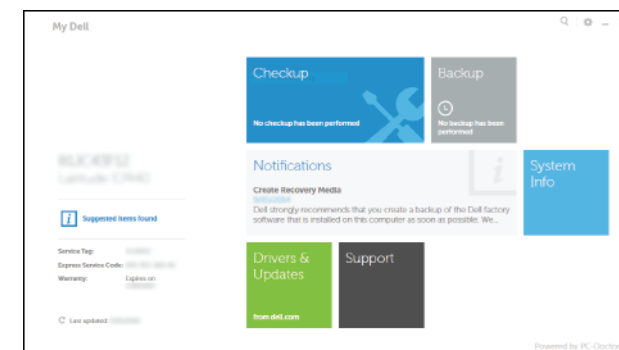 My Dell
Checkup
No checkup has been performed
Backup
No backup has been
performed
Notifications
Create Recovery Media
Dell strongly recommends that you create a backup of the Dell factory
software that is installed on this computer as soon as possible. We...
System
Info
Suggested items found
Service Tag:
Express Service Code:
Warranty: Expires on
Last updated:
Drivers &
Updates
from dell.com
Support
Powered by PC-Doctor